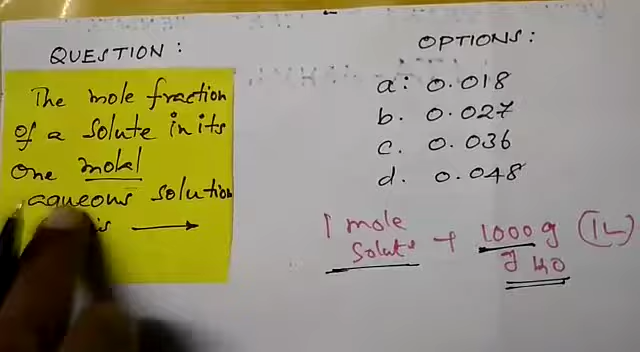 QUESTION :
The mole fraction
of a solute in its
one molal
aqueous solution
is
OPTIONS :
a: 0.018
b. 0.027
c. 0.036
d. 0.048
1 mole
solute + 1000 g (1L)
H2O